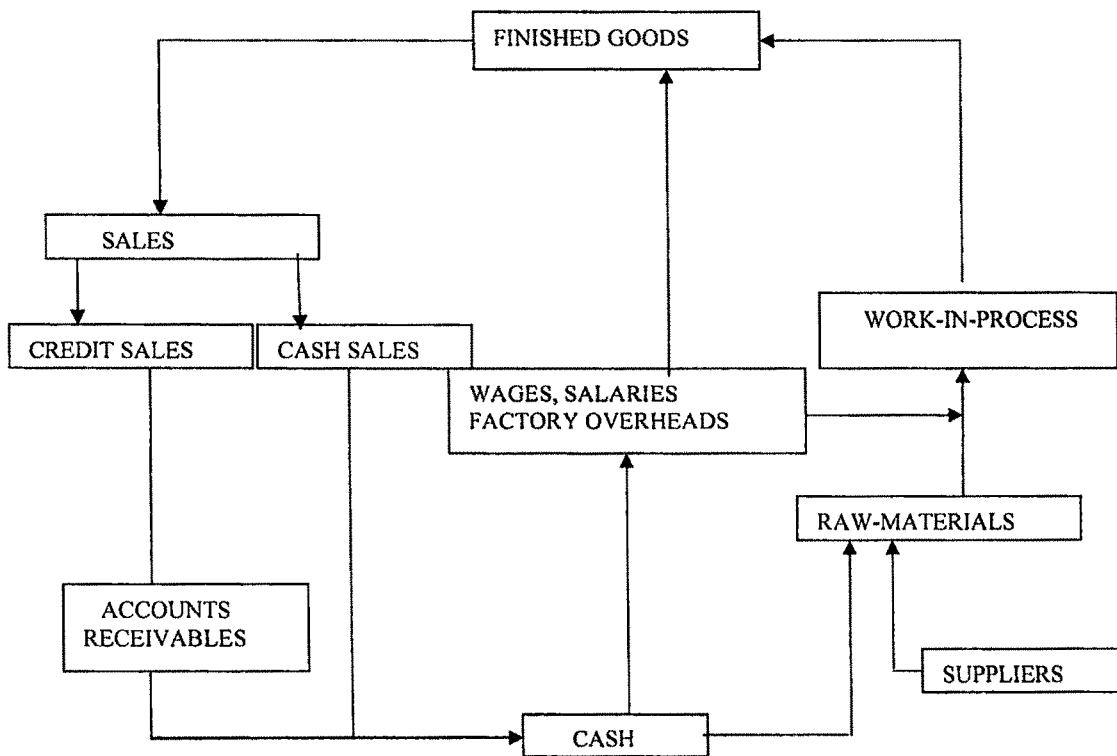 FINISHED GOODS
SALES
WORK-IN-PROCESS
CREDIT SALES
CASH SALES
WAGES, SALARIES
FACTORY OVERHEADS
RAW-MATERIALS
ACCOUNTS
RECEIVABLES
SUPPLIERS
CASH